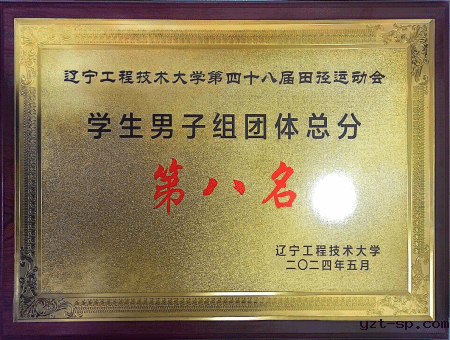 辽宁工程技术大学第四十八届田径运动会
学生男子组团体总分
第八名
辽宁工程技术大学
二〇二四年五月
yzt-sp.com